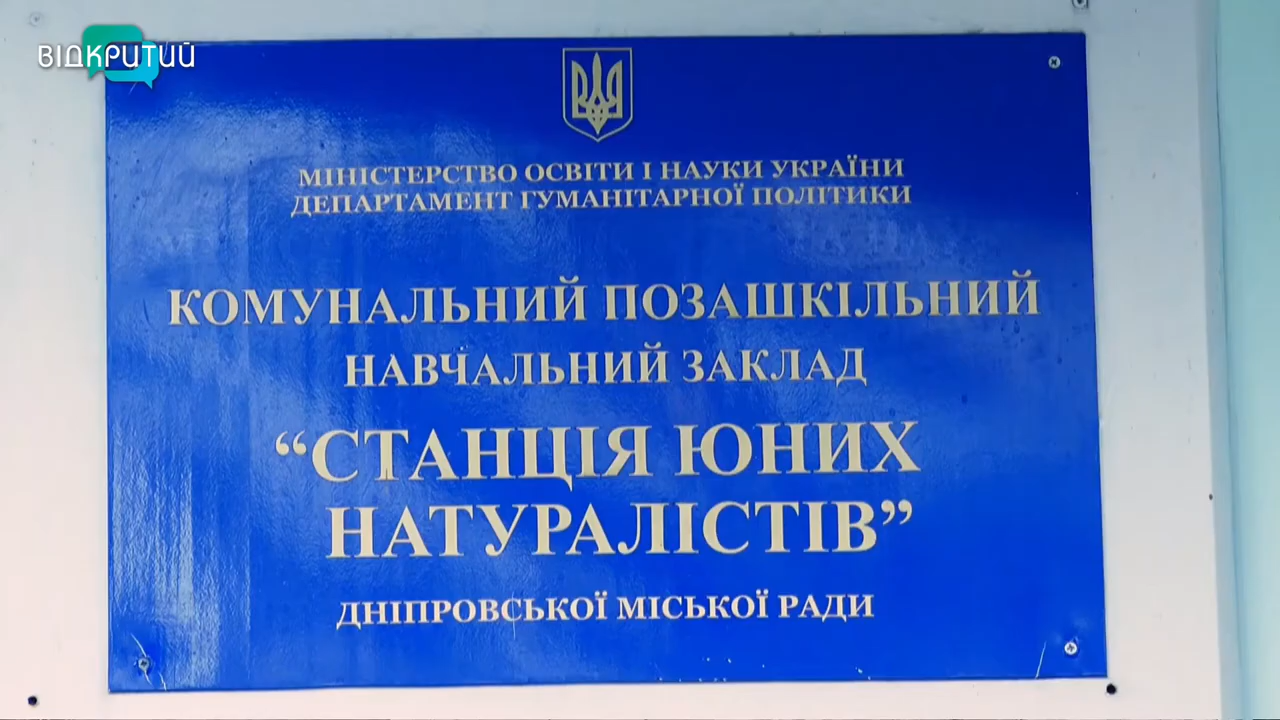 ВІДКРИТИЙ
МІНІСТЕРСТВО ОСВІТИ І НАУКИ УКРАЇНИ
ДЕПАРТАМЕНТ ГУМАНІТАРНОЇ ПОЛІТИКИ
КОМУНАЛЬНИЙ ПОЗАШКІЛЬНИЙ
НАВЧАЛЬНИЙ ЗАКЛАД
“СТАНЦІЯ ЮНИХ
НАТУРАЛІСТІВ”
ДНІПРОВСЬКОЇ МІСЬКОЇ РАДИ